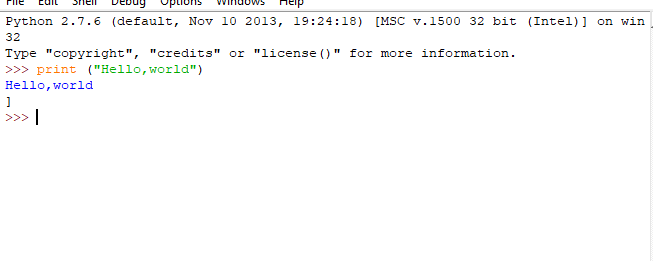 File Edit Shell Debug Options Windows Help
Python 2.7.6 (default, Nov 10 2013, 19:24:18) [MSC v.1500 32 bit (Intel)] on win
32
Type "copyright", "credits" or "license()" for more information.
>>> print ("Hello,world")
Hello,world
]
>>>